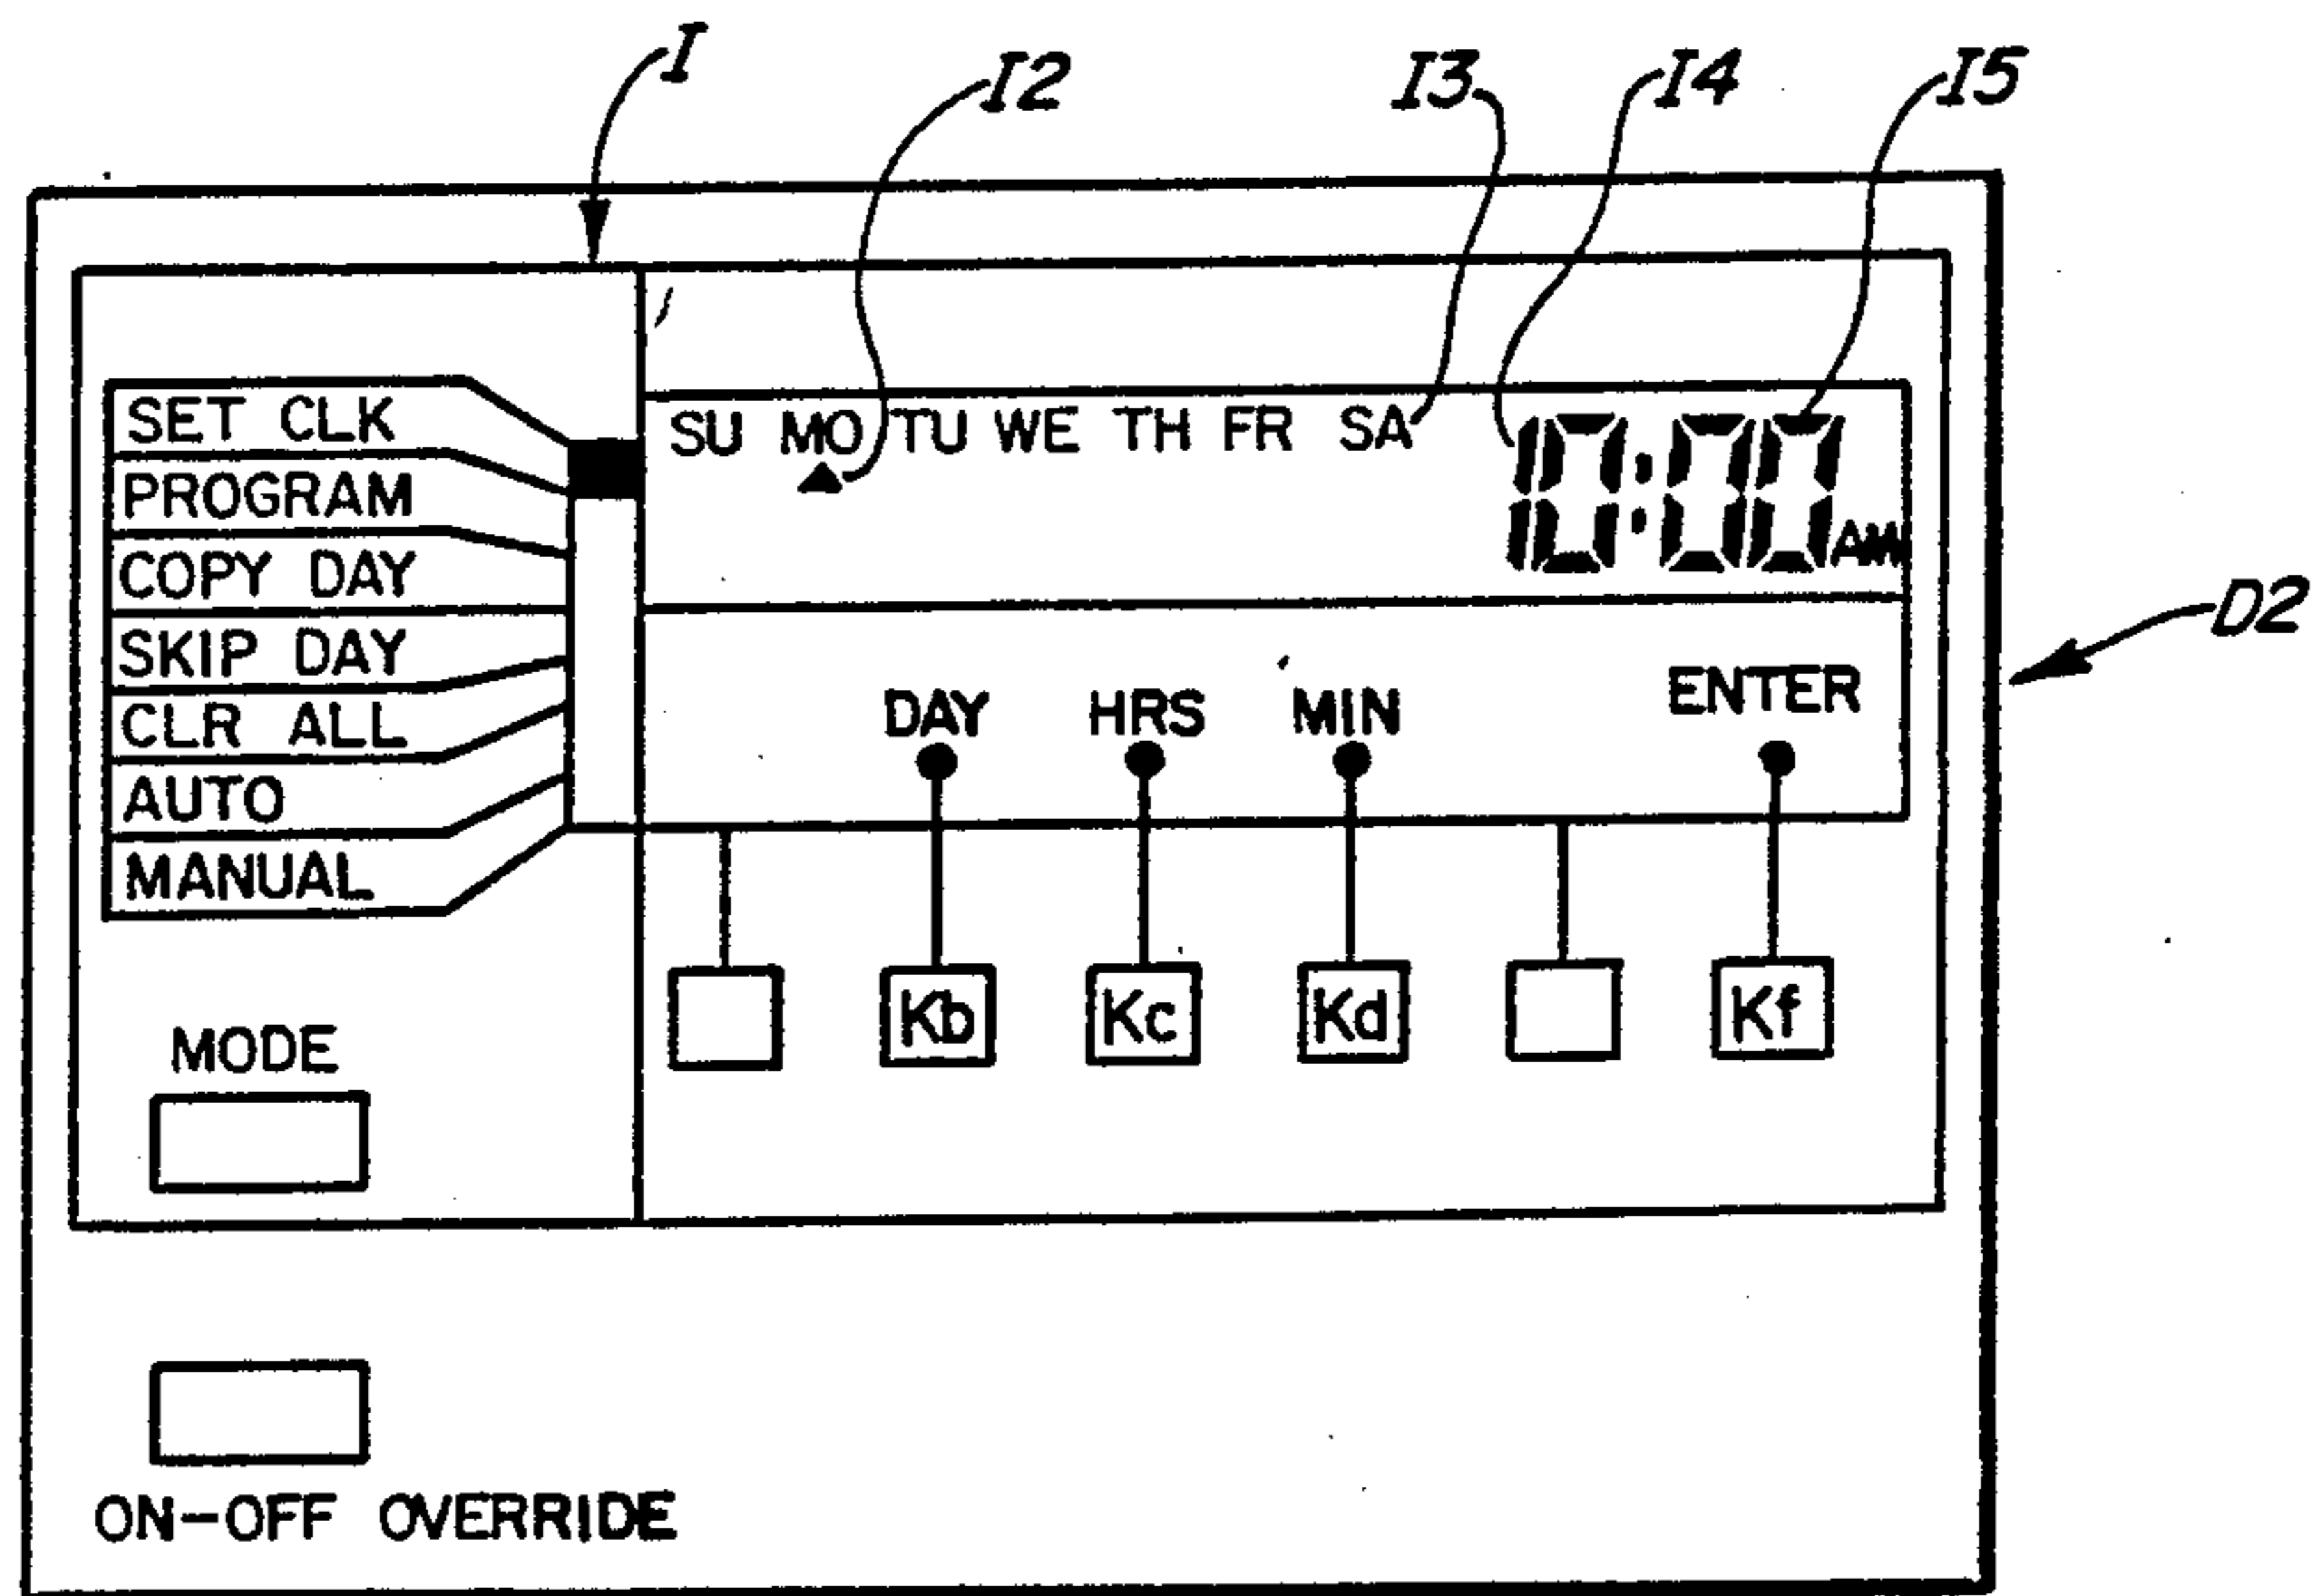 I I2 I3 I4 I5
SU MO TU WE TH FR SA 10:00 AM
SET CLK
PROGRAM
COPY DAY
SKIP DAY
CLR ALL
AUTO
MANUAL
D2
DAY HRS MIN ENTER
Kb Kc Kd Kf
MODE
ON-OFF OVERRIDE